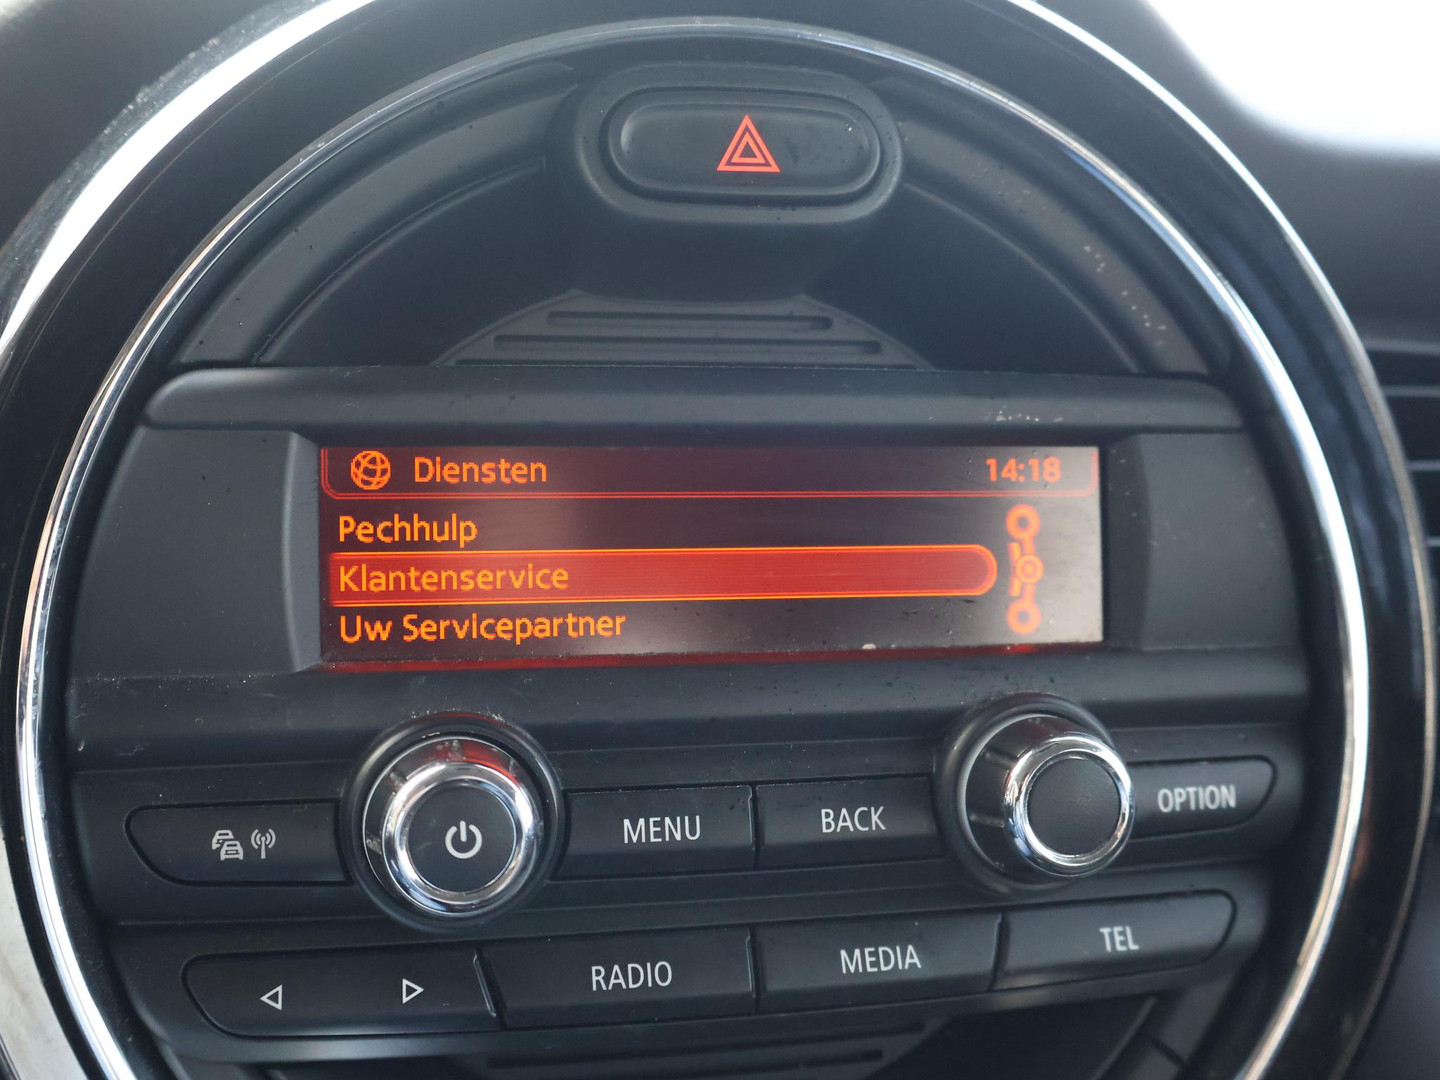 Diensten 14:18
Pechhulp
Klantenservice
Uw Servicepartner
MENU BACK OPTION
RADIO MEDIA TEL